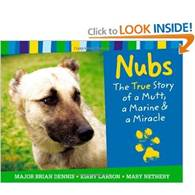 Click to LOOK INSIDE!
Nubs
The True Story
of a Mutt,
a Marine &
a Miracle
MAJOR BRIAN DENNIS · KIRBY LARSON · MARY NETHERY